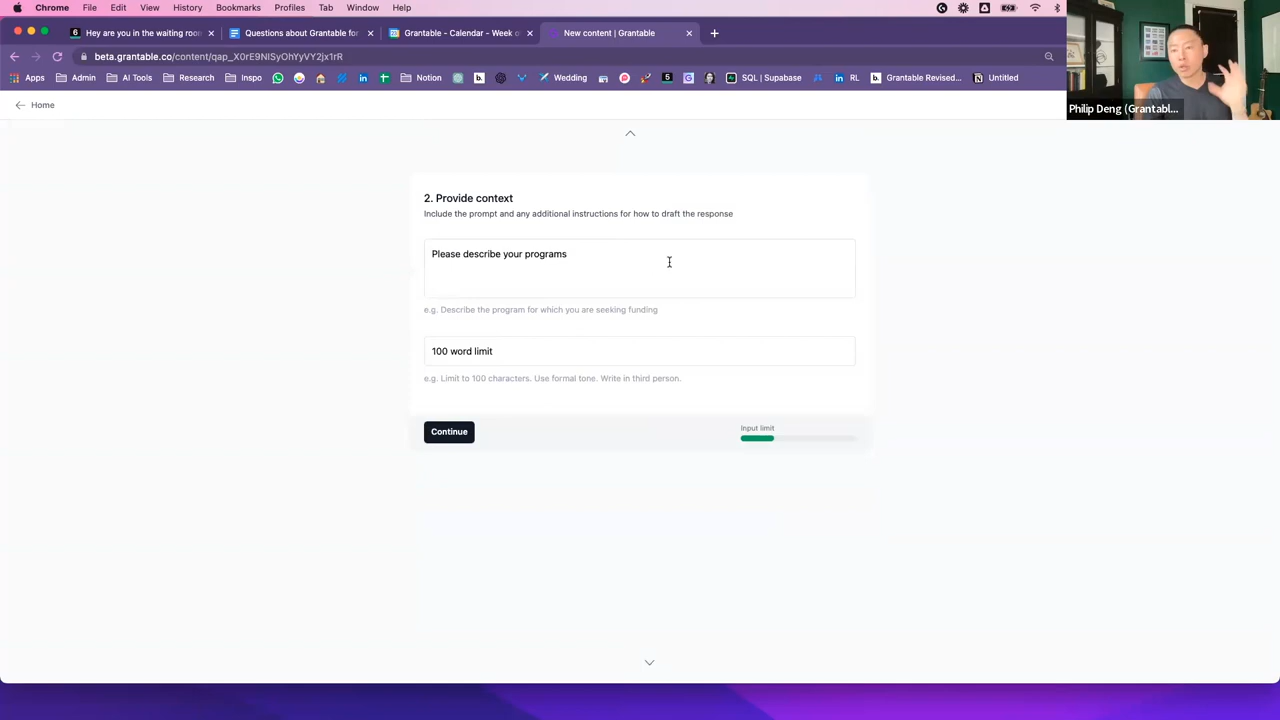 Chrome File Edit View History Bookmarks Profiles Tab Window Help
6 Hey are you in the waiting room
Questions about Grantable for
Grantable - Calendar - Week o
New content | Grantable
beta.grantable.co/content/qap_X0rE9NISyOhYyVY2jx1rR
Apps Admin AI Tools Research Inspo Notion b. Wedding 5 SQL | Supabase RL b. Grantable Revised... Untitled
Philip Deng (Grantabl...
Home
2. Provide context
Include the prompt and any additional instructions for how to draft the response
Please describe your programs
e.g. Describe the program for which you are seeking funding
100 word limit
e.g. Limit to 100 characters. Use formal tone. Write in third person.
Continue
Input limit